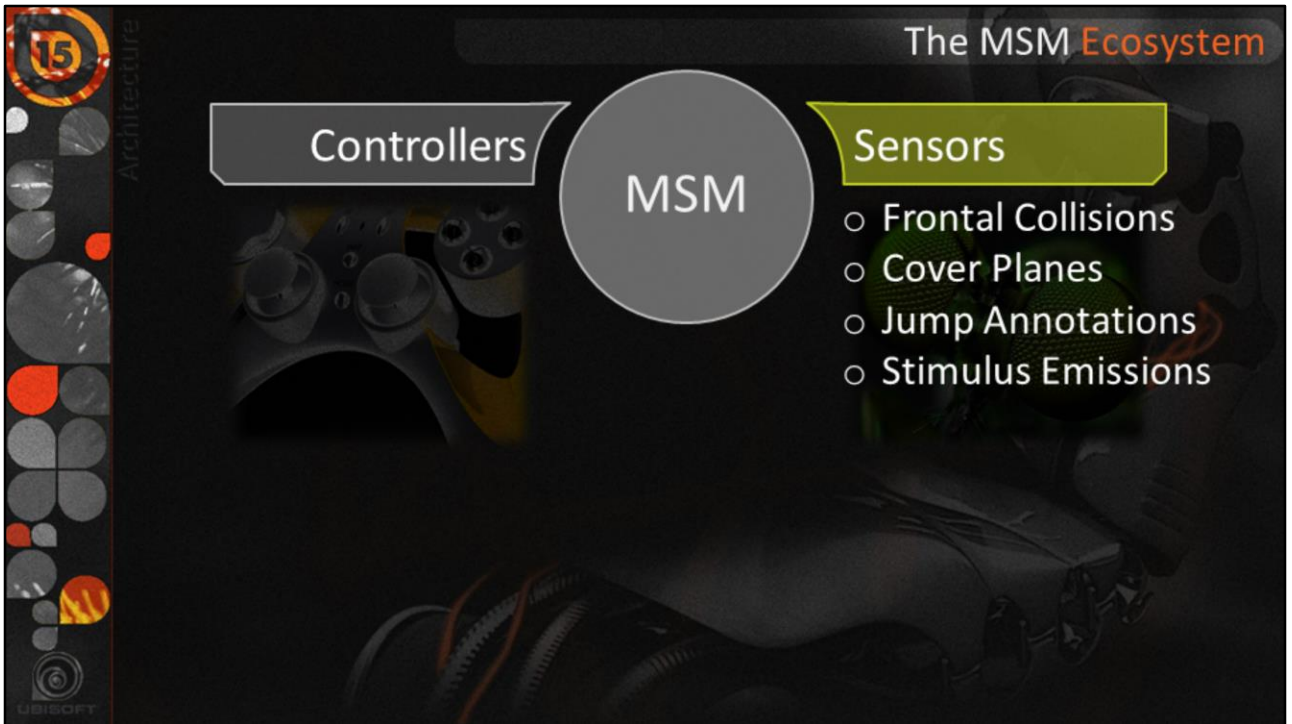 The MSM Ecosystem
15
Architecture
Controllers
MSM
Sensors
o Frontal Collisions
o Cover Planes
o Jump Annotations
o Stimulus Emissions
UBISOFT